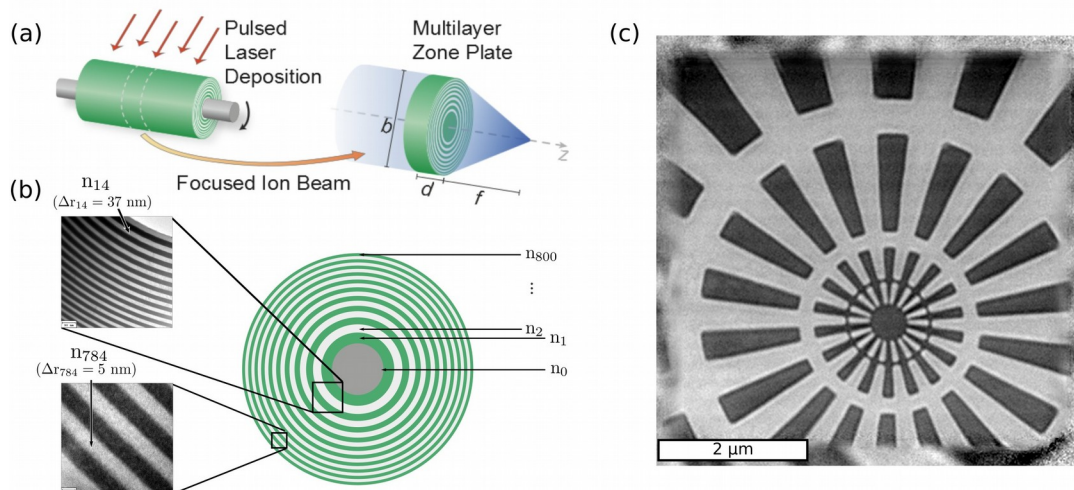 (a)
Pulsed
Laser
Deposition
Multilayer
Zone Plate
b
z
d
f
Focused Ion Beam
(b)
n14
(Δr14 = 37 nm)
n784
(Δr784 = 5 nm)
n800
⋮
n2
n1
n0
(c)
2 µm